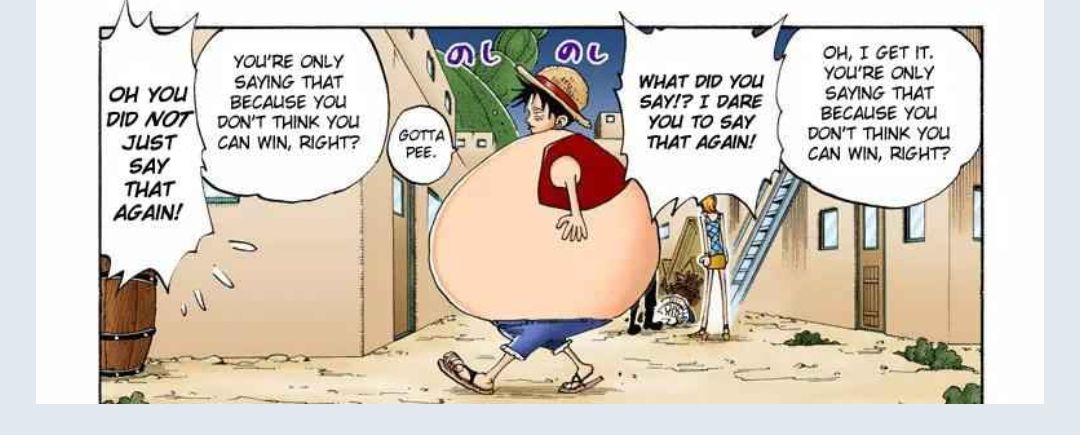 OH, I GET IT.
YOU'RE ONLY
SAYING THAT
BECAUSE YOU
DON'T THINK YOU
CAN WIN, RIGHT?
WHAT DID YOU
SAY!? I DARE
YOU TO SAY
THAT AGAIN!
のし
のし
GOTTA
PEE.
YOU'RE ONLY
SAYING THAT
BECAUSE YOU
DON'T THINK YOU
CAN WIN, RIGHT?
OH YOU
DID NOT
JUST
SAY
THAT
AGAIN!